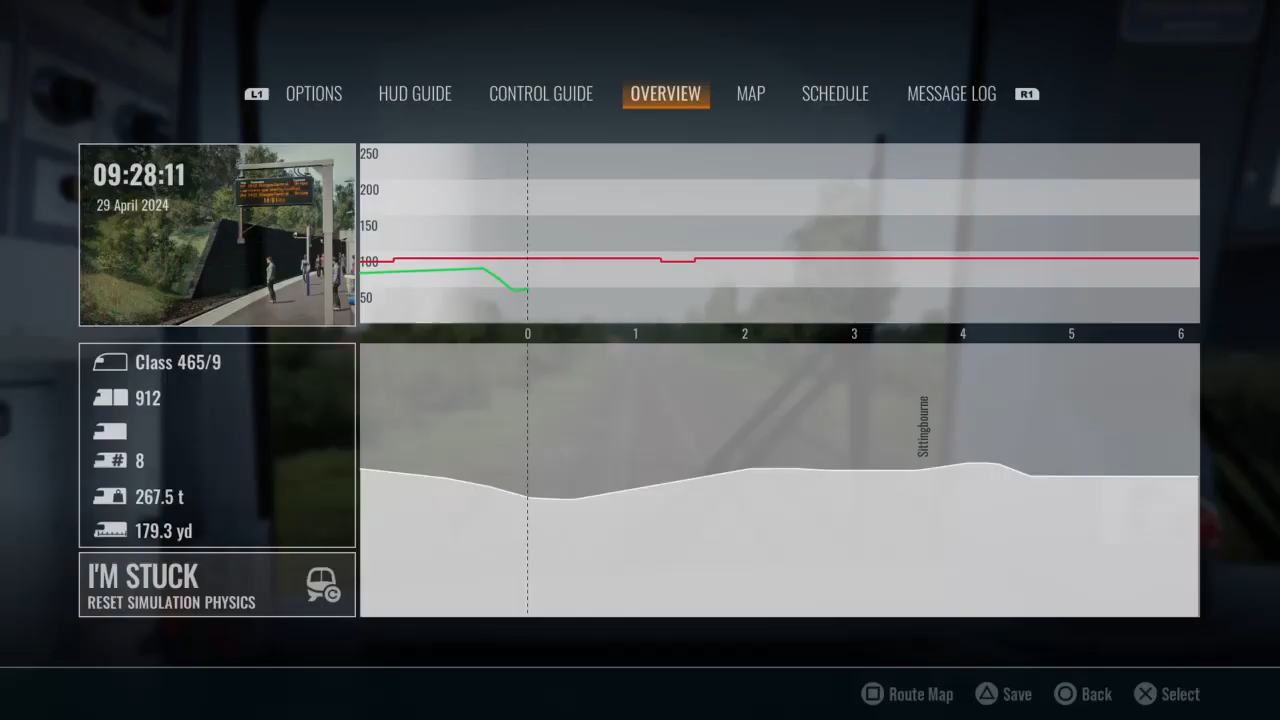 L1 OPTIONS HUD GUIDE CONTROL GUIDE OVERVIEW MAP SCHEDULE MESSAGE LOG R1
09:28:11
29 April 2024
250
200
150
100
50
0 1 2 3 4 5 6
Class 465/9
912
# 8
267.5 t
179.3 yd
Sittingbourne
I'M STUCK
RESET SIMULATION PHYSICS
Route Map Save Back Select